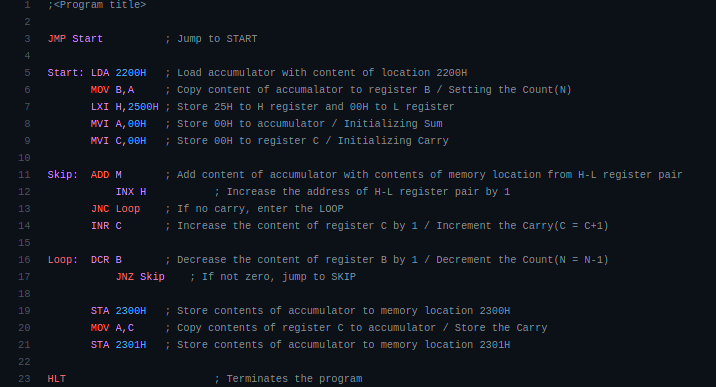 1 ;<Program title>
2
3 JMP Start ; Jump to START
4
5 Start: LDA 2200H ; Load accumulator with content of location 2200H
6 MOV B,A ; Copy content of accumalator to register B / Setting the Count(N)
7 LXI H,2500H ; Store 25H to H register and 00H to L register
8 MVI A,00H ; Store 00H to accumulator / Initializing Sum
9 MVI C,00H ; Store 00H to register C / Initializing Carry
10
11 Skip: ADD M ; Add content of accumulator with contents of memory location from H-L register pair
12 INX H ; Increase the address of H-L register pair by 1
13 JNC Loop ; If no carry, enter the LOOP
14 INR C ; Increase the content of register C by 1 / Increment the Carry(C = C+1)
15
16 Loop: DCR B ; Decrease the content of register B by 1 / Decrement the Count(N = N-1)
17 JNZ Skip ; If not zero, jump to SKIP
18
19 STA 2300H ; Store contents of accumulator to memory location 2300H
20 MOV A,C ; Copy contents of register C to accumulator / Store the Carry
21 STA 2301H ; Store contents of accumulator to memory location 2301H
22
23 HLT ; Terminates the program